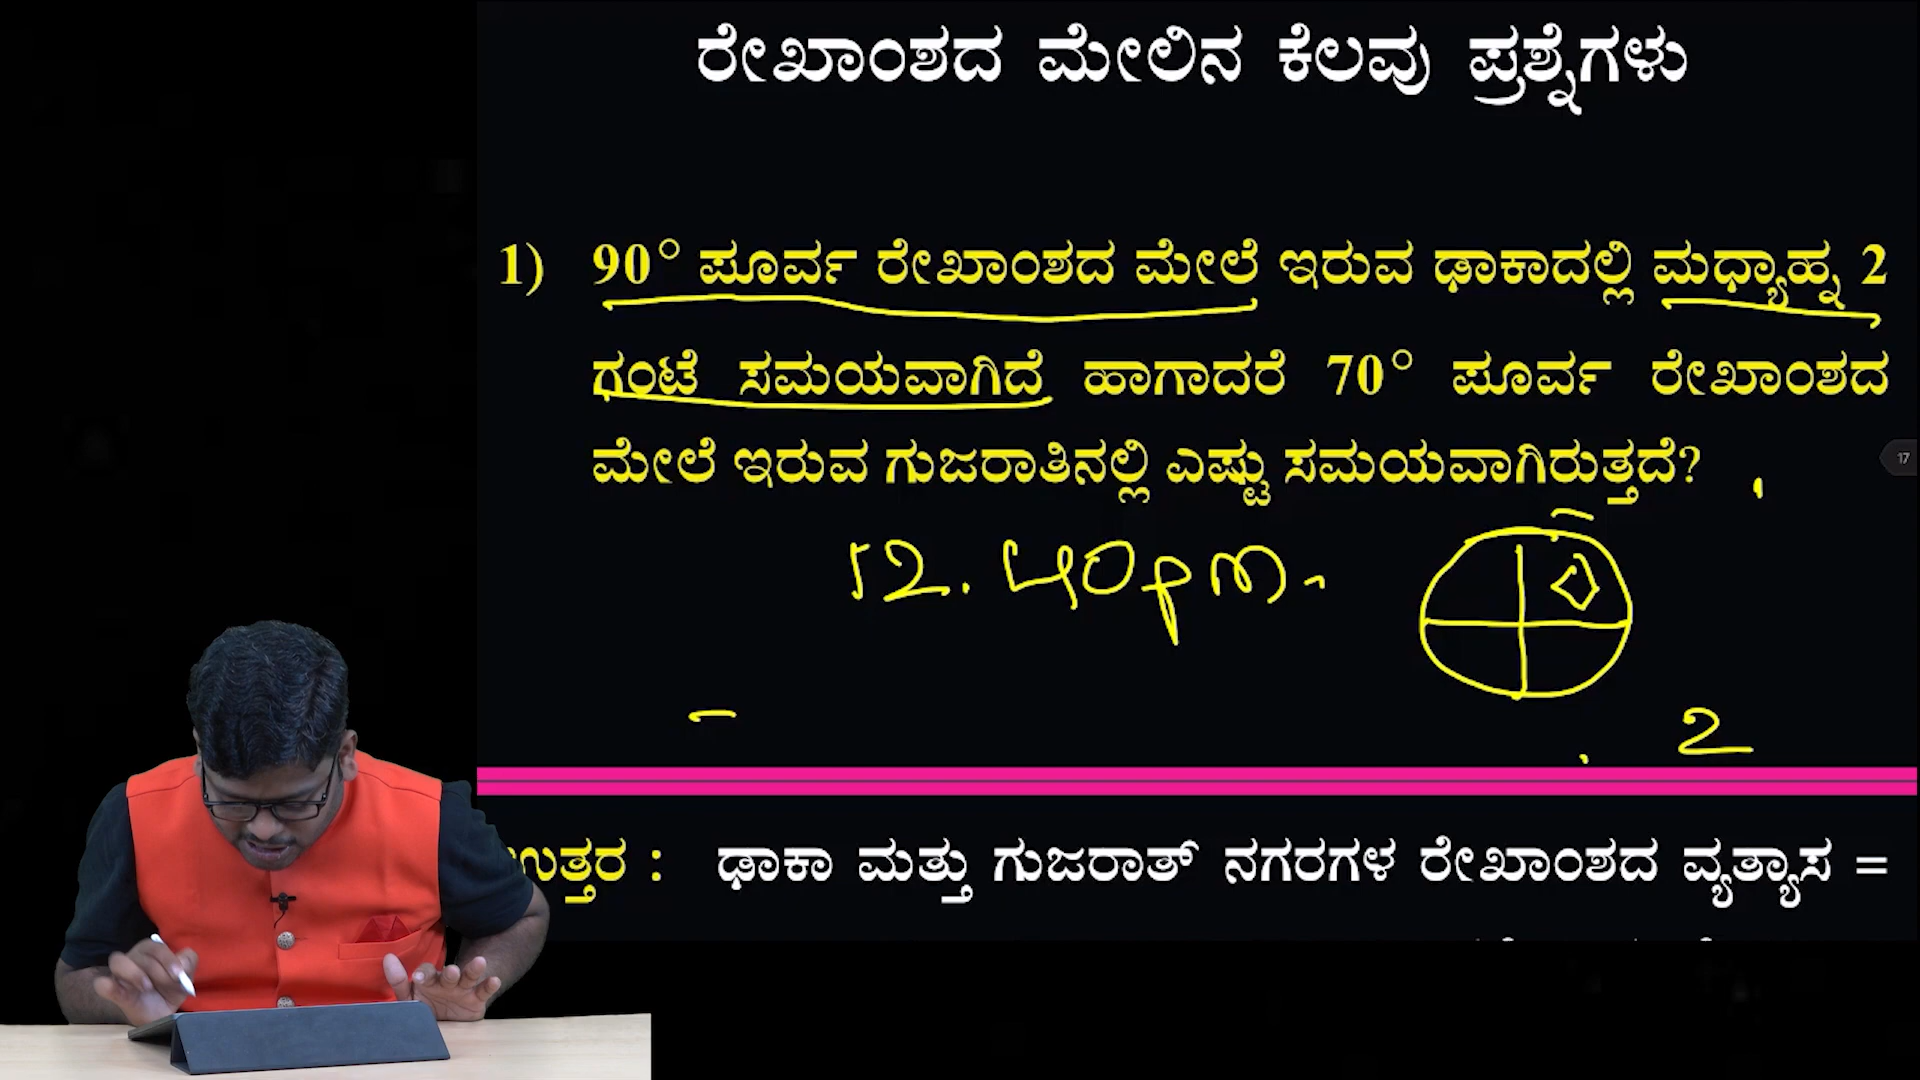 ರೇಖಾಂಶದ ಮೇಲಿನ ಕೆಲವು ಪ್ರಶ್ನೆಗಳು
1) 90° ಪೂರ್ವ ರೇಖಾಂಶದ ಮೇಲೆ ಇರುವ ಢಾಕಾದಲ್ಲಿ ಮಧ್ಯಾಹ್ನ 2
ಗಂಟೆ ಸಮಯವಾಗಿದೆ ಹಾಗಾದರೆ 70° ಪೂರ್ವ ರೇಖಾಂಶದ
ಮೇಲೆ ಇರುವ ಗುಜರಾತಿನಲ್ಲಿ ಎಷ್ಟು ಸಮಯವಾಗಿರುತ್ತದೆ?
17
12.40pm.
2
ಉತ್ತರ : ಢಾಕಾ ಮತ್ತು ಗುಜರಾತ್ ನಗರಗಳ ರೇಖಾಂಶದ ವ್ಯತ್ಯಾಸ =